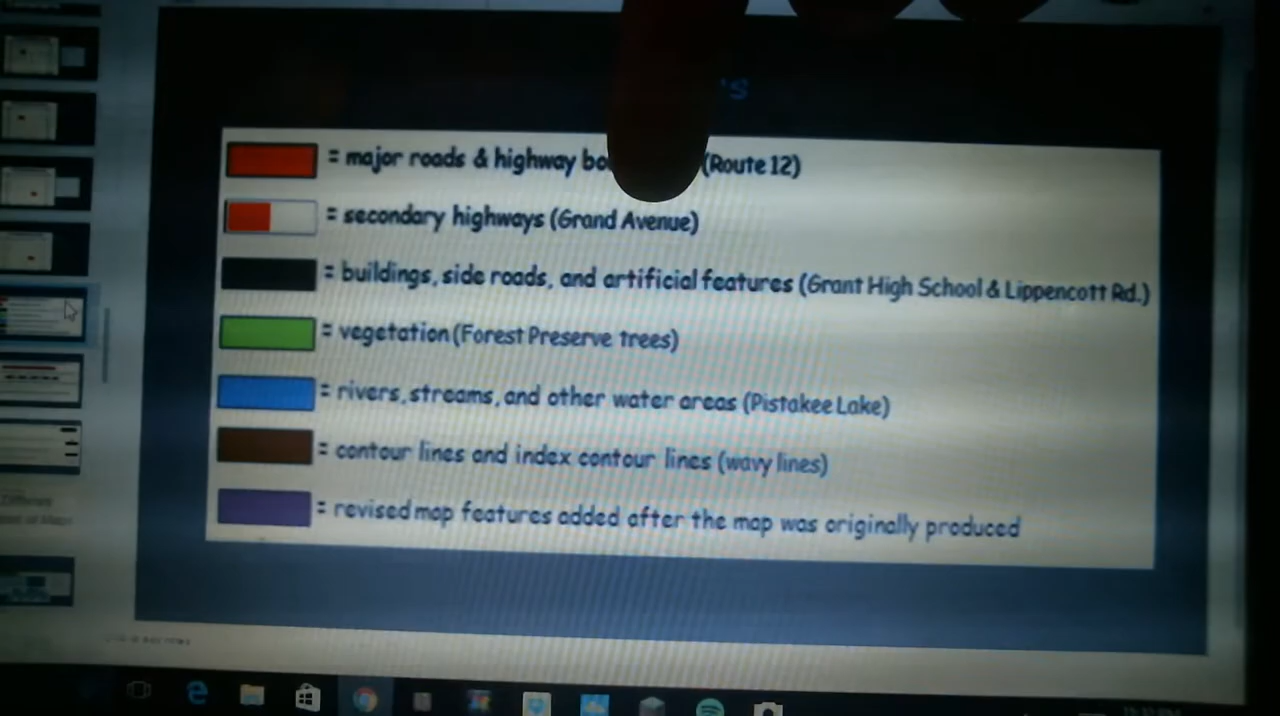 's
= major roads & highway bo (Route 12)
= secondary highways (Grand Avenue)
= buildings, side roads, and artificial features (Grant High School & Lippencott Rd.)
= vegetation (Forest Preserve trees)
= rivers, streams, and other water areas (Pistakee Lake)
= contour lines and index contour lines (wavy lines)
= revised map features added after the map was originally produced